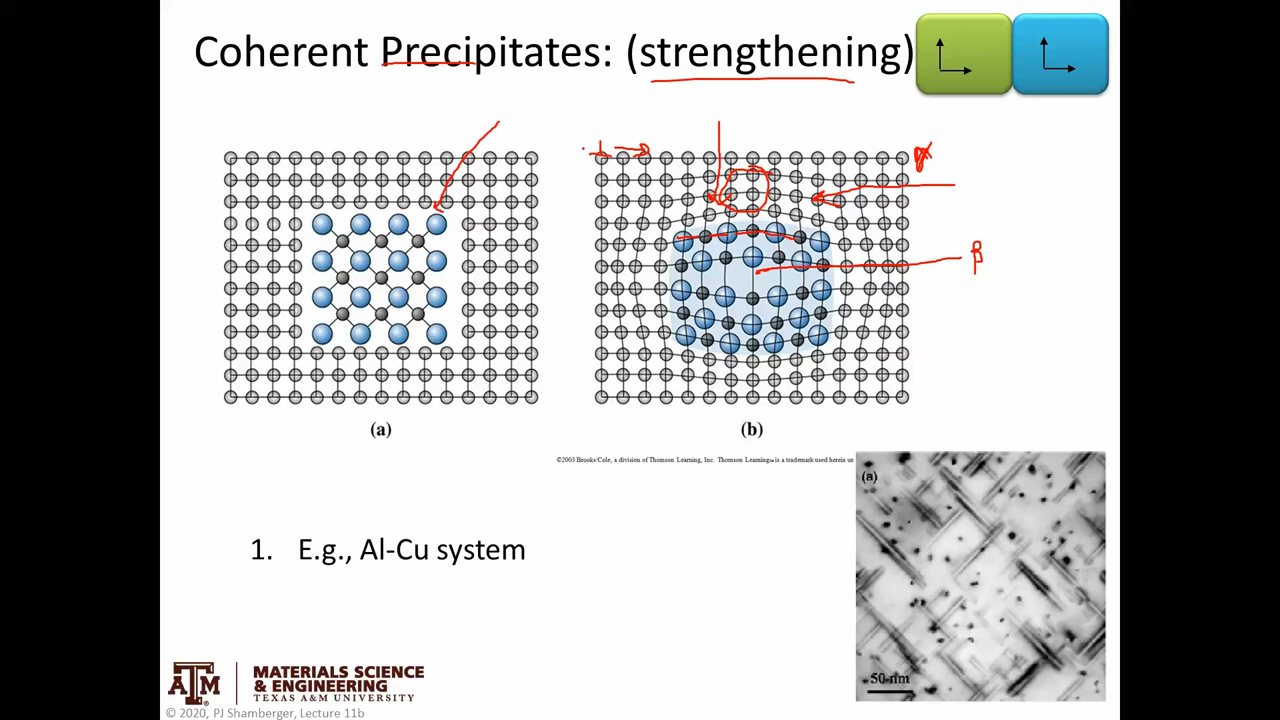 Coherent Precipitates: (strengthening)
α
β
(a)
(b)
©2003 Brooks/Cole, a division of Thomson Learning, Inc. Thomson Learning™ is a trademark used herein un
(a)
1. E.g., Al-Cu system
50 nm
ATM
MATERIALS SCIENCE
& ENGINEERING
TEXAS A&M UNIVERSITY
© 2020, PJ Shamberger, Lecture 11b